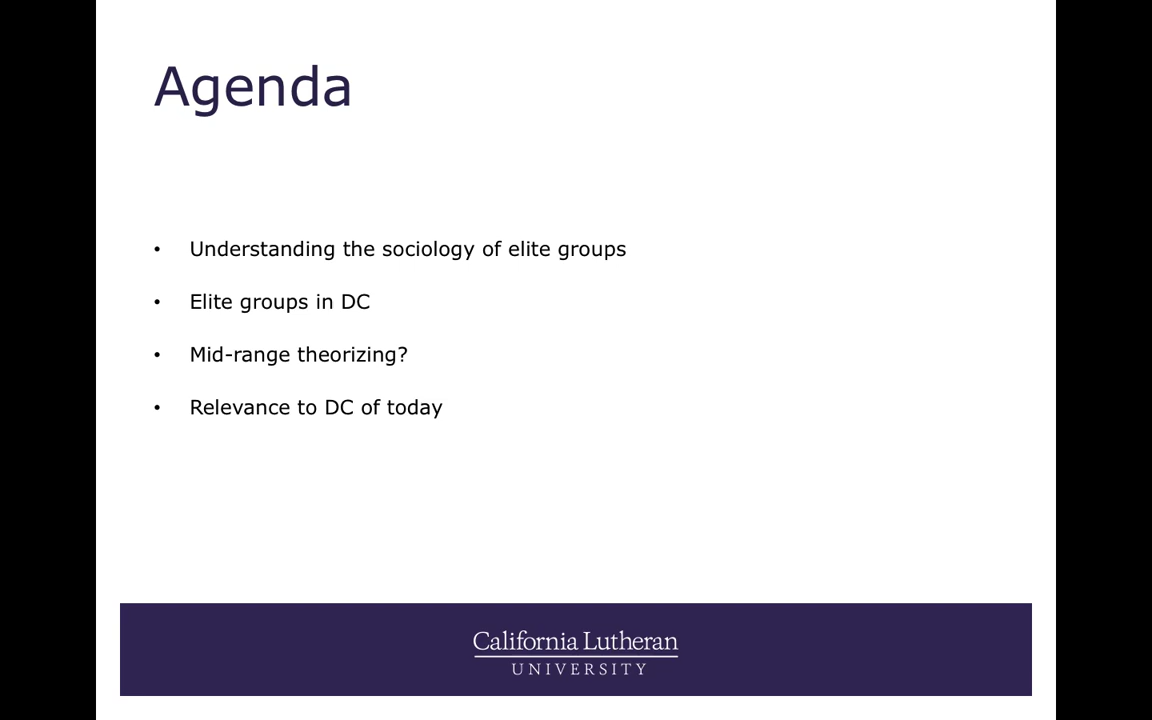 Agenda
• Understanding the sociology of elite groups
• Elite groups in DC
• Mid-range theorizing?
• Relevance to DC of today
California Lutheran
UNIVERSITY